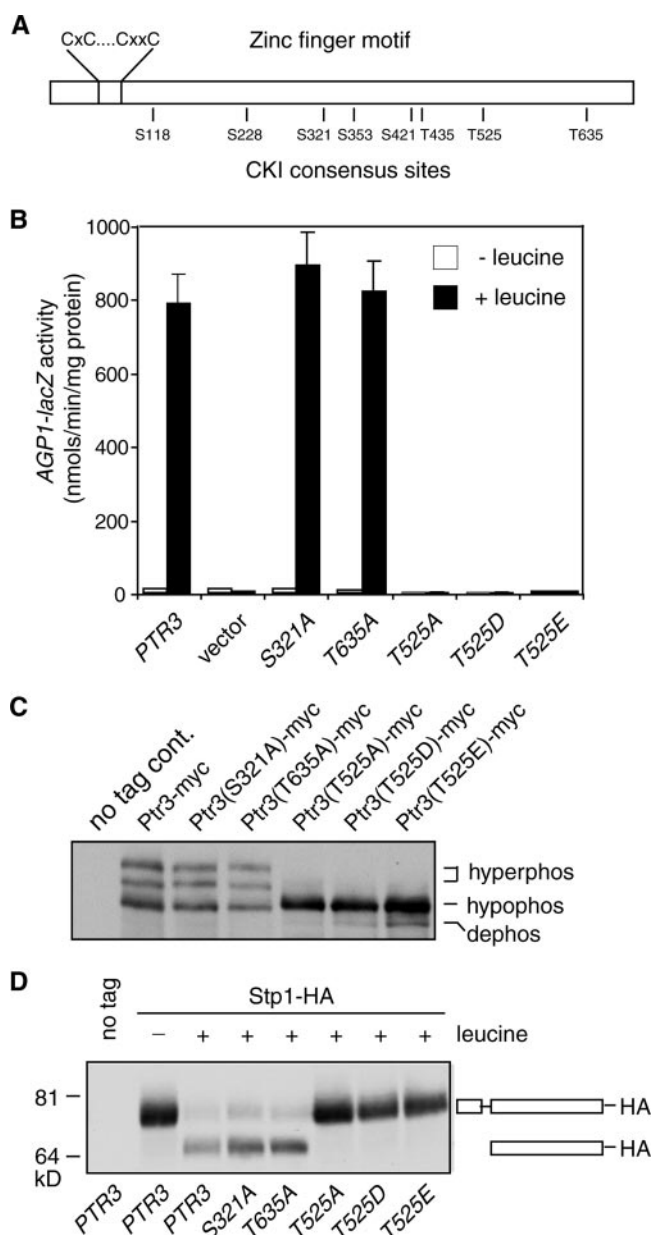 A
CxC....CxxC Zinc finger motif
S118 S228 S321 S353 S421 T435 T525 T635
CKI consensus sites
B
AGP1-lacZ activity
(nmols/min/mg protein)
1000
800
600
400
200
0
- leucine
+ leucine
PTR3 vector S321A T635A T525A T525D T525E
C
no tag cont.
Ptr3-myc
Ptr3(S321A)-myc
Ptr3(T635A)-myc
Ptr3(T525A)-myc
Ptr3(T525D)-myc
Ptr3(T525E)-myc
hyperphos
hypophos
dephos
D
no tag
Stp1-HA
– + + + + + + leucine
81
64
kD
HA
HA
PTR3 PTR3 PTR3 S321A T635A T525A T525D T525E